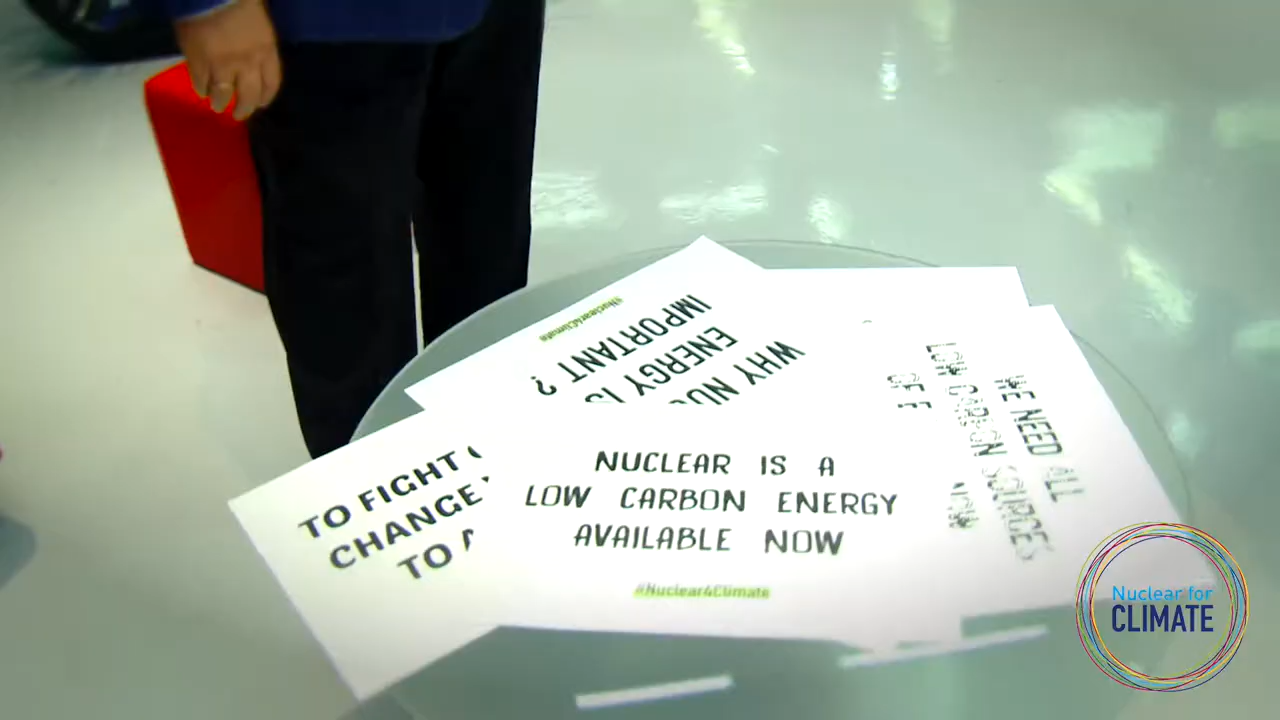 #Nuclear4Climate
IMPORTANT ?
ENERGY IS
WHY
TO FIGHT
CHANGE
TO
NUCLEAR IS A
LOW CARBON ENERGY
AVAILABLE NOW
#Nuclear4Climate
WE NEED ALL
LOW CARBON SOURCES
Nuclear for
CLIMATE